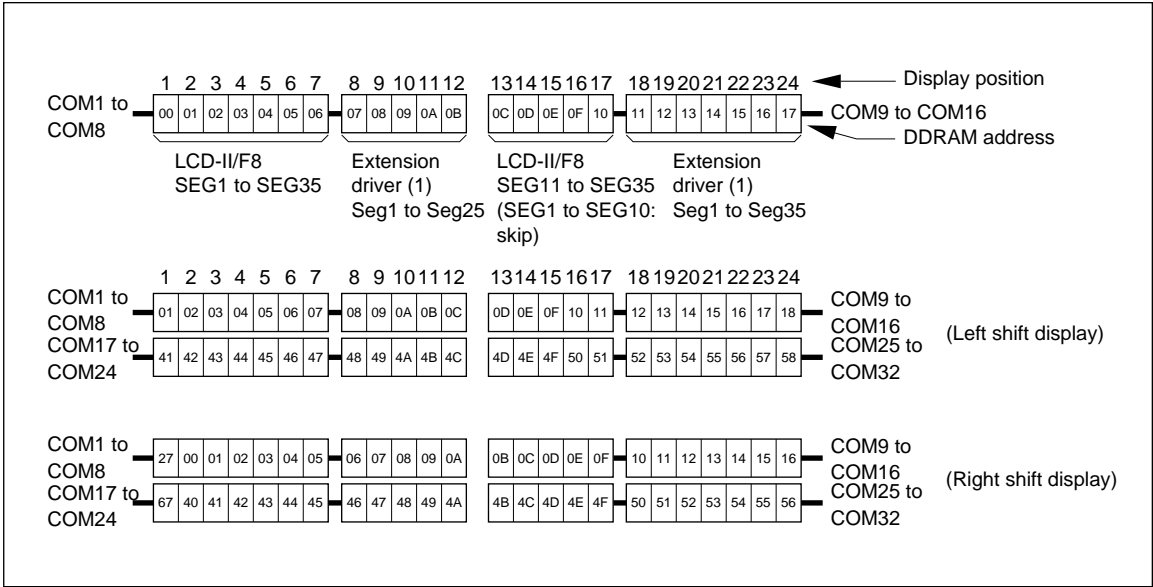 1 2 3 4 5 6 7 8 9 10 11 12 13 14 15 16 17 18 19 20 21 22 23 24 Display position
COM1 to COM8 00 01 02 03 04 05 06 07 08 09 0A 0B 0C 0D 0E 0F 10 11 12 13 14 15 16 17 COM9 to COM16
DDRAM address
LCD-II/F8
SEG1 to SEG35
Extension
driver (1)
Seg1 to Seg25
LCD-II/F8
SEG11 to SEG35
(SEG1 to SEG10:
skip)
Extension
driver (1)
Seg1 to Seg35
1 2 3 4 5 6 7 8 9 10 11 12 13 14 15 16 17 18 19 20 21 22 23 24
COM1 to COM8 01 02 03 04 05 06 07 08 09 0A 0B 0C 0D 0E 0F 10 11 12 13 14 15 16 17 18 COM9 to COM16
(Left shift display)
COM17 to COM24 41 42 43 44 45 46 47 48 49 4A 4B 4C 4D 4E 4F 50 51 52 53 54 55 56 57 58 COM25 to COM32
COM1 to COM8 27 00 01 02 03 04 05 06 07 08 09 0A 0B 0C 0D 0E 0F 10 11 12 13 14 15 16 COM9 to COM16
(Right shift display)
COM17 to COM24 67 40 41 42 43 44 45 46 47 48 49 4A 4B 4C 4D 4E 4F 50 51 52 53 54 55 56 COM25 to COM32